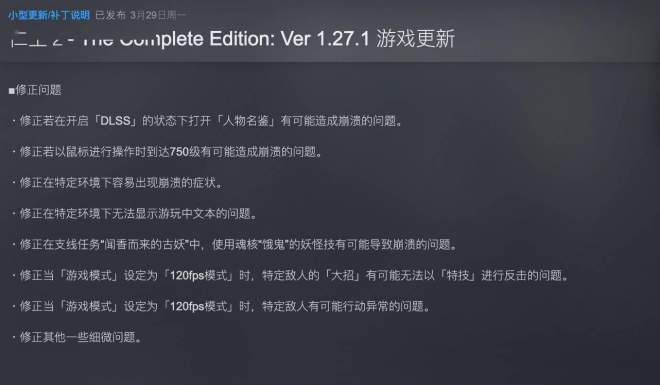 小型更新/补丁说明 已发布 3月29日周一
2 - The Complete Edition: Ver 1.27.1 游戏更新
■修正问题
・修正若在开启「DLSS」的状态下打开「人物名鉴」有可能造成崩溃的问题。
・修正若以鼠标进行操作时到达750级有可能造成崩溃的问题。
・修正在特定环境下容易出现崩溃的症状。
・修正在特定环境下无法显示游玩中文本的问题。
・修正在支线任务“闻香而来的古妖”中，使用魂核“饿鬼”的妖怪技有可能导致崩溃的问题。
・修正当「游戏模式」设定为「120fps模式」时，特定敌人的「大招」有可能无法以「特技」进行反击的问题。
・修正当「游戏模式」设定为「120fps模式」时，特定敌人有可能行动异常的问题。
・修正其他一些细微问题。